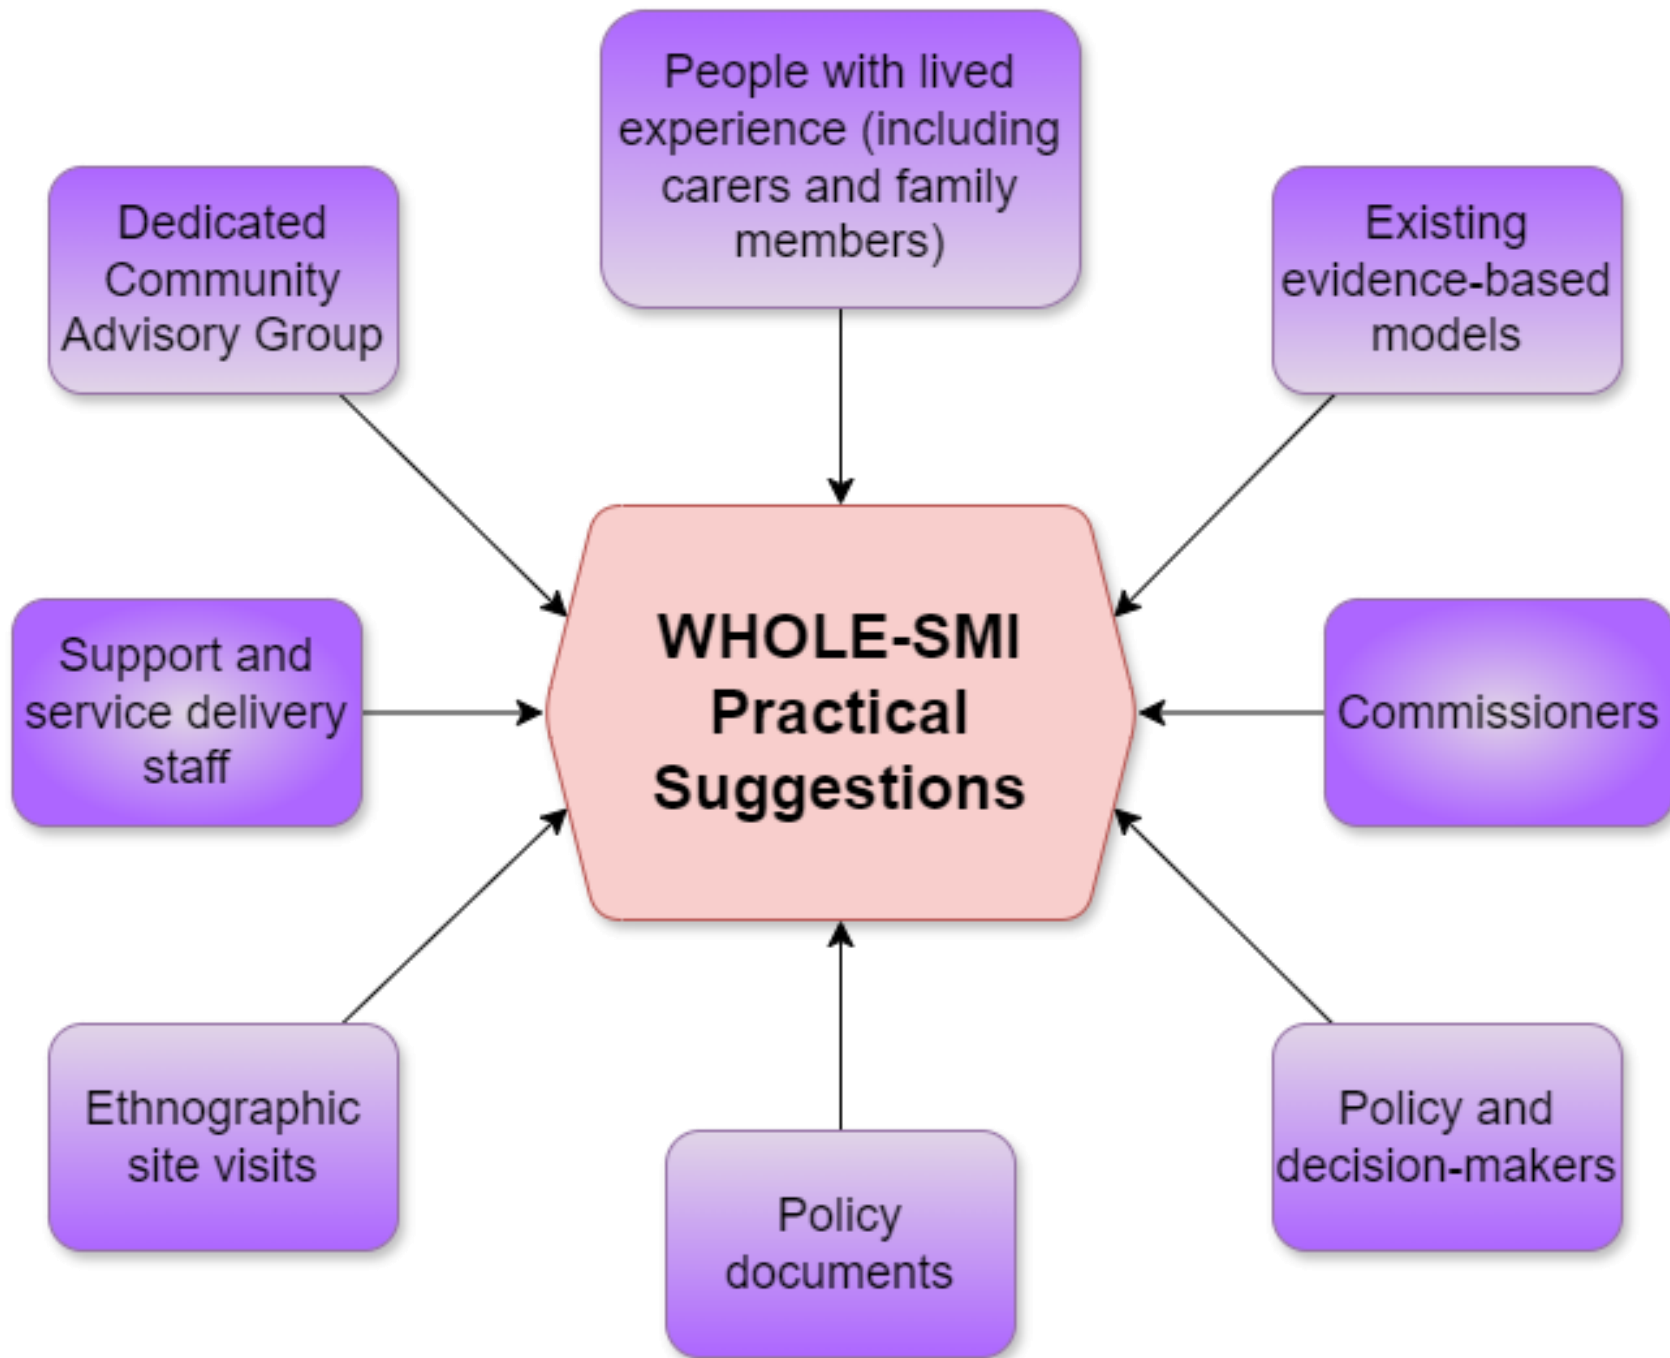 People with lived
experience (including
carers and family
members)
Dedicated
Community
Advisory Group
Existing
evidence-based
models
Support and
service delivery
staff
WHOLE-SMI
Practical
Suggestions
Commissioners
Ethnographic
site visits
Policy
documents
Policy and
decision-makers